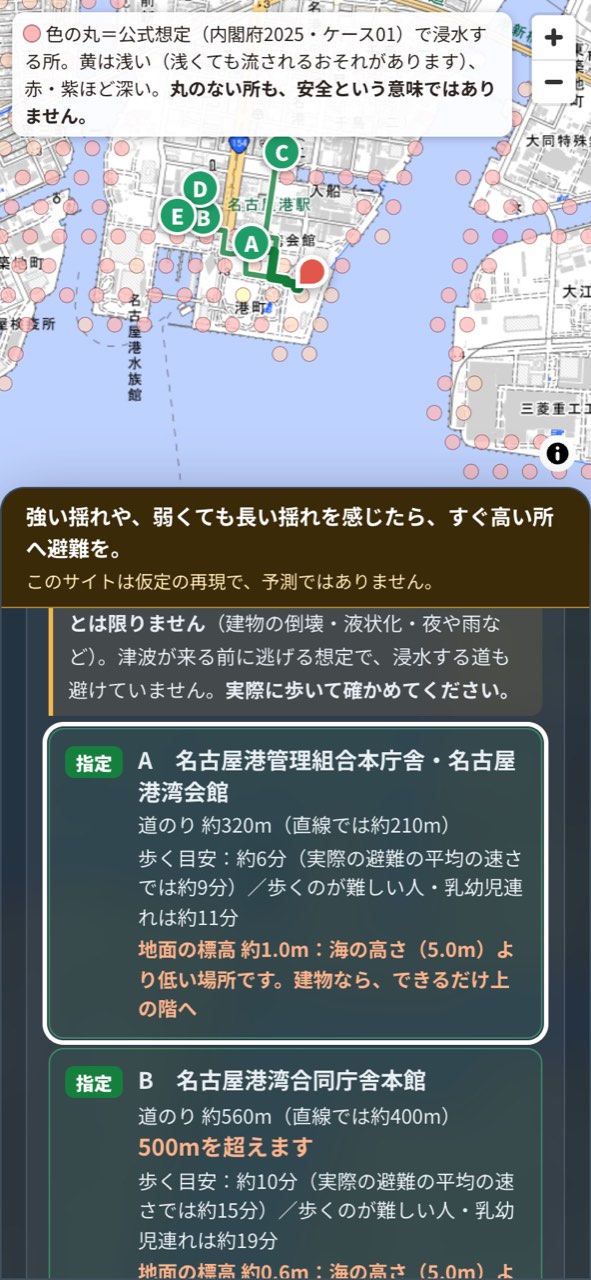 色の丸＝公式想定（内閣府2025・ケース01）で浸水す
る所。黄は浅い（浅くても流されるおそれがあります）、
赤・紫ほど深い。丸のない所も、安全という意味ではあり
ません。
+
−
154
C
D
E
B
A
大同特殊
入船
名古屋港駅
会館
築地町
港町
大江
名古屋港水族館
三菱重工
i
強い揺れや、弱くても長い揺れを感じたら、すぐ高い所
へ避難を。
このサイトは仮定の再現で、予測ではありません。
とは限りません（建物の倒壊・液状化・夜や雨な
ど）。津波が来る前に逃げる想定で、浸水する道も
避けていません。実際に歩いて確かめてください。
指定
A　名古屋港管理組合本庁舎・名古屋
港湾会館
道のり 約320m（直線では約210m）
歩く目安：約6分（実際の避難の平均の速さ
では約9分）／歩くのが難しい人・乳幼児連
れは約11分
地面の標高 約1.0m：海の高さ（5.0m）よ
り低い場所です。建物なら、できるだけ上
の階へ
指定
B　名古屋港湾合同庁舎本館
道のり 約560m（直線では約400m）
500mを超えます
歩く目安：約10分（実際の避難の平均の速
さでは約15分）／歩くのが難しい人・乳幼
児連れは約19分
地面の標高 約0.6m：海の高さ（5.0m）よ